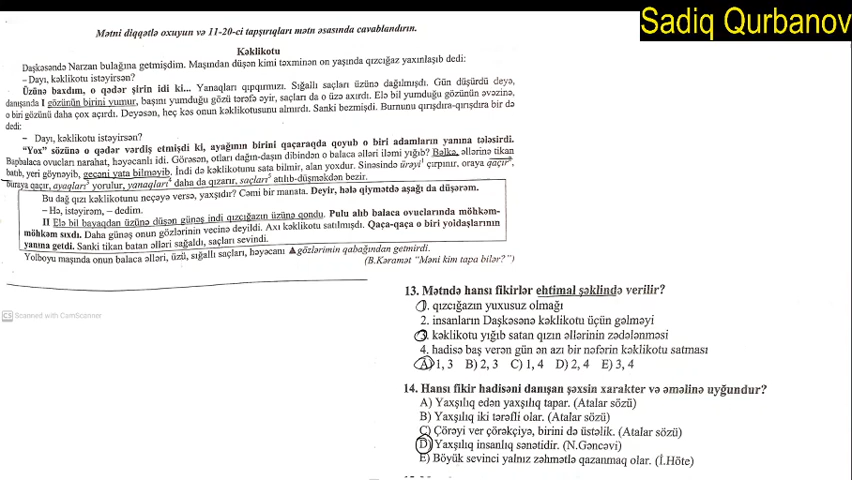 Sadiq Qurbanov
Mətni diqqətlə oxuyun və 11-20-ci tapşırıqları mətn əsasında cavablandırın.
Kəklikotu
Daşkəsəndə Narzan bulağına getmişdim. Maşından düşən kimi təxminən on yaşında qızcığaz yaxınlaşıb dedi:
– Dayı, kəklikotu istəyirsən?
Üzünə baxdım, o qədər şirin idi ki... Yanaqları qıpqırmızı. Sığallı saçları üzünə dağılmışdı. Gün düşürdü deyə,
danışında I gözünün birini yumur, başını yumduğu gözü tərəfə əyir, saçları da o üzə axırdı. Elə bil yumduğu gözünün əvəzinə,
o biri gözünü daha çox açırdı. Deyəsən, heç kəs onun kəklikotusunu almırdı. Sanki bezmişdi. Burnunu qırışdıra-qırışdıra bir də
dedi:
– Dayı, kəklikotu istəyirsən?
"Yox" sözünə o qədər vərdiş etmişdi ki, ayağının birini qaçaraqda qoyub o biri adamların yanına tələsirdi.
Bapbalaca ovucları narahat, həyəcanlı idi. Görəsən, otları dağın-daşın dibindən o balaca əlləri iləmi yığıb? Bəlkə, əllərinə tikan
batıb, yeri göynəyib, gecəni yata bilməyib. İndi də kəklikotunu sata bilmir, alan yoxdur. Sinəsində ürəyi¹ çırpınır, oraya qaçır²,
buraya qaçır, ayaqları³ yorulur, yanaqları⁴ daha da qızarır, saçları⁵ atılıb-düşməkdən bezir.
Bu dağ qızı kəklikotunu neçəyə versə, yaxşıdır? Cəmi bir manata. Deyir, hələ qiymətdə aşağı da düşərəm.
– Hə, istəyirəm, – dedim.
II Elə bil bayaqdan üzünə düşən günəş indi qızcığazın üzünə qondu. Pulu alıb balaca ovuclarında möhkəm-
möhkəm sıxdı. Daha günəş onun gözlərinin vecinə deyildi. Axı kəklikotu satılmışdı. Qaça-qaça o biri yoldaşlarının
yanına getdi. Sanki tikan batan əlləri sağaldı, saçları sevindi.
Yolboyu maşında onun balaca əlləri, üzü, sığallı saçları, həyəcanı ▲ gözlərimin qabağından getmirdi.
(B.Kəramət "Məni kim tapa bilər?")
CS Scanned with CamScanner
13. Mətndə hansı fikirlər ehtimal şəklində verilir?
1. qızcığazın yuxusuz olmağı
2. insanların Daşkəsənə kəklikotu üçün gəlməyi
3. kəklikotu yığıb satan qızın əllərinin zədələnməsi
4. hadisə baş verən gün ən azı bir nəfərin kəklikotu satması
A) 1, 3 B) 2, 3 C) 1, 4 D) 2, 4 E) 3, 4
14. Hansı fikir hadisəni danışan şəxsin xarakter və əməlinə uyğundur?
A) Yaxşılıq edən yaxşılıq tapar. (Atalar sözü)
B) Yaxşılıq iki tərəfli olar. (Atalar sözü)
C) Çörəyi ver çörəkçiyə, birini də üstəlik. (Atalar sözü)
D) Yaxşılıq insanlıq sənətidir. (N.Gəncəvi)
E) Böyük sevinci yalnız zəhmətlə qazanmaq olar. (İ.Höte)